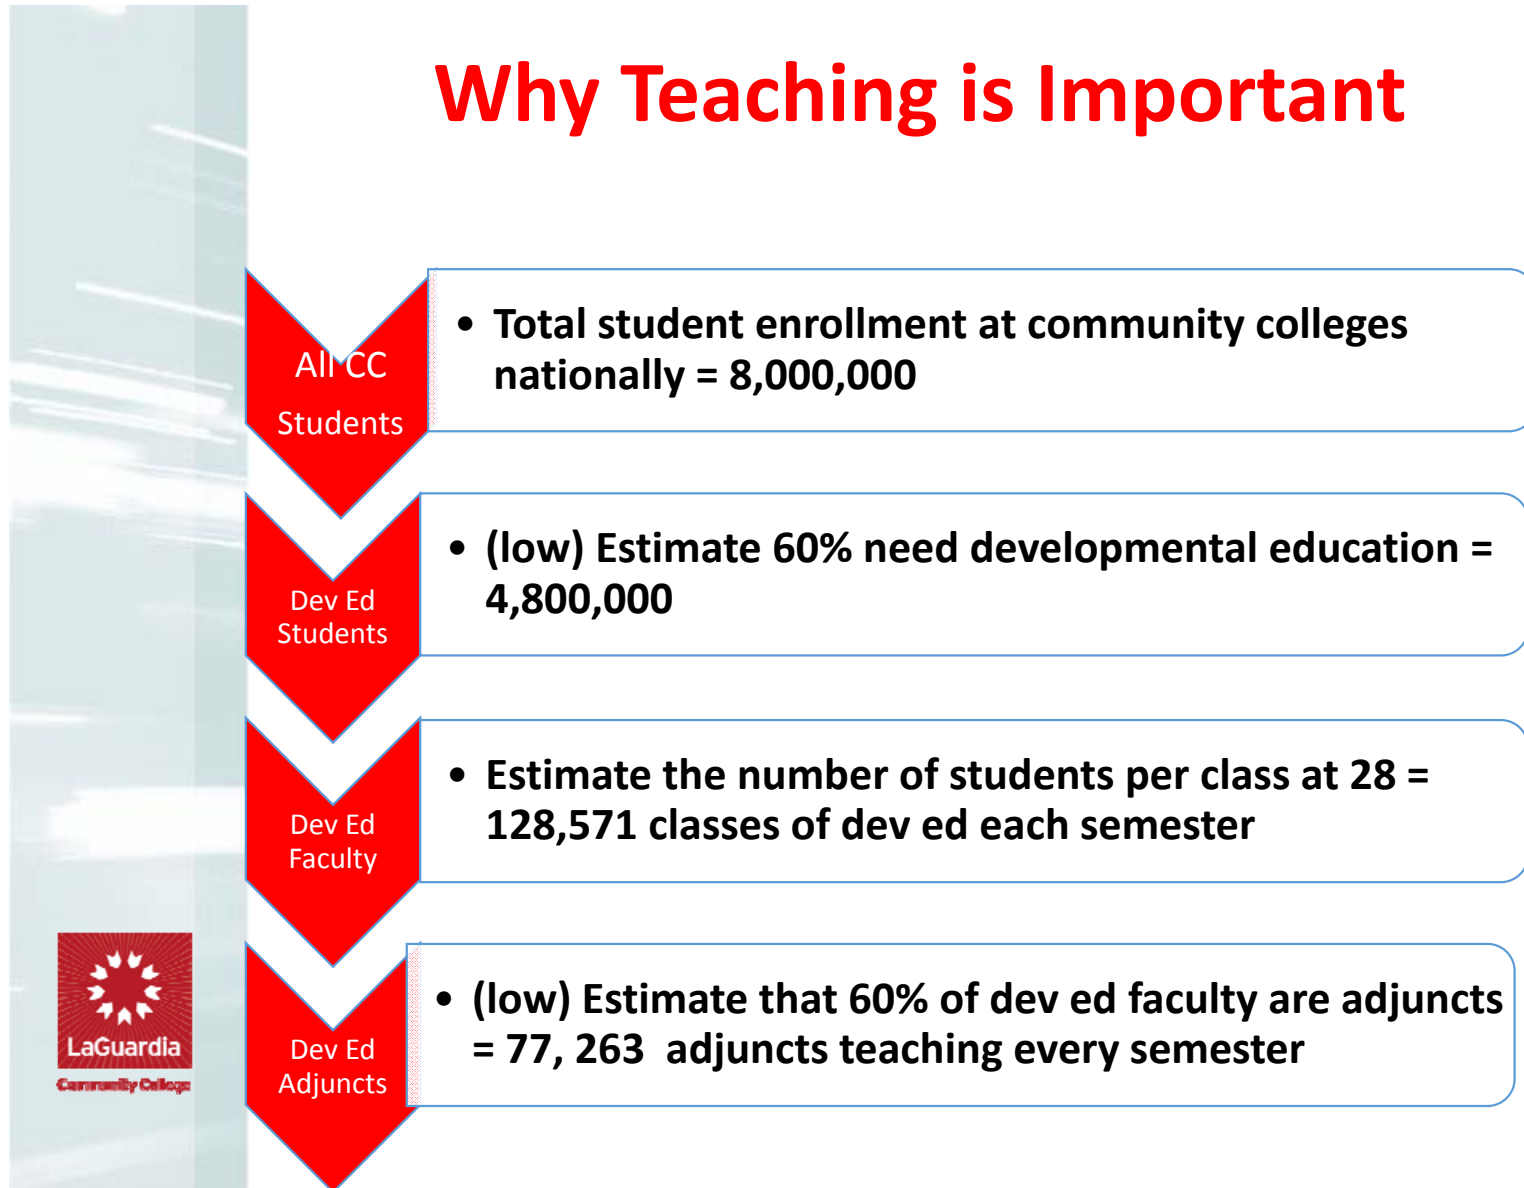 Why Teaching is Important
All CC
Students
• Total student enrollment at community colleges
nationally = 8,000,000
Dev Ed
Students
• (low) Estimate 60% need developmental education =
4,800,000
Dev Ed
Faculty
• Estimate the number of students per class at 28 =
128,571 classes of dev ed each semester
Dev Ed
Adjuncts
• (low) Estimate that 60% of dev ed faculty are adjuncts
= 77, 263 adjuncts teaching every semester
LaGuardia
Community College